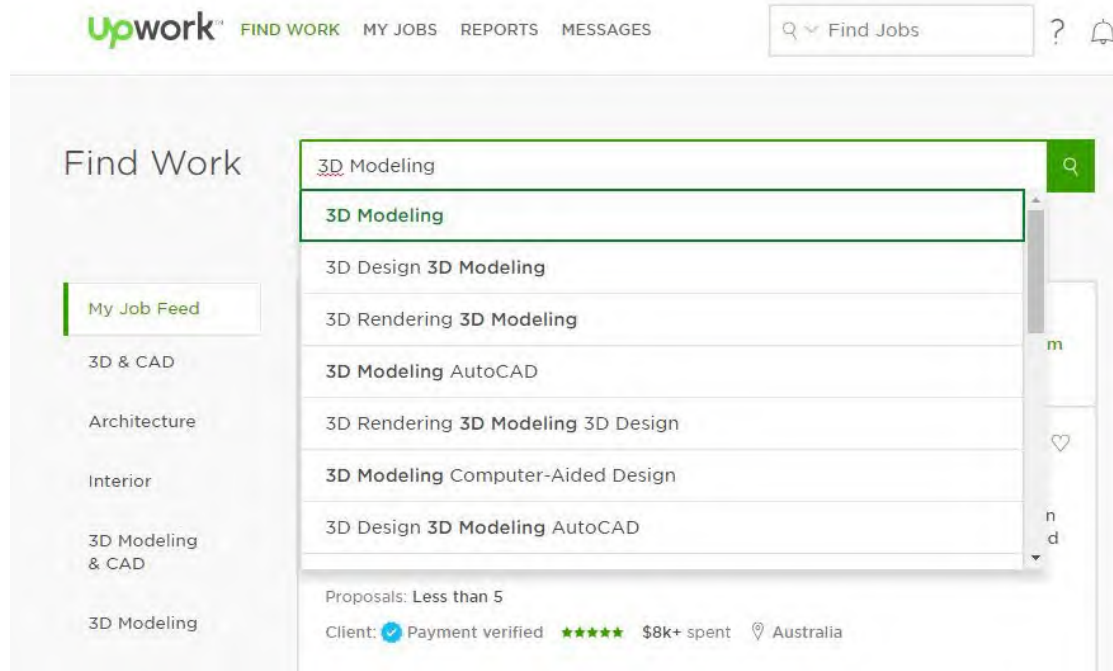 Upwork™ FIND WORK MY JOBS REPORTS MESSAGES Find Jobs ?
Find Work
3D Modeling
3D Modeling
3D Design 3D Modeling
3D Rendering 3D Modeling
3D Modeling AutoCAD
3D Rendering 3D Modeling 3D Design
3D Modeling Computer-Aided Design
3D Design 3D Modeling AutoCAD
My Job Feed
3D & CAD
Architecture
Interior
3D Modeling
& CAD
3D Modeling
m
n
d
Proposals: Less than 5
Client: Payment verified ★★★★★ $8k+ spent Australia